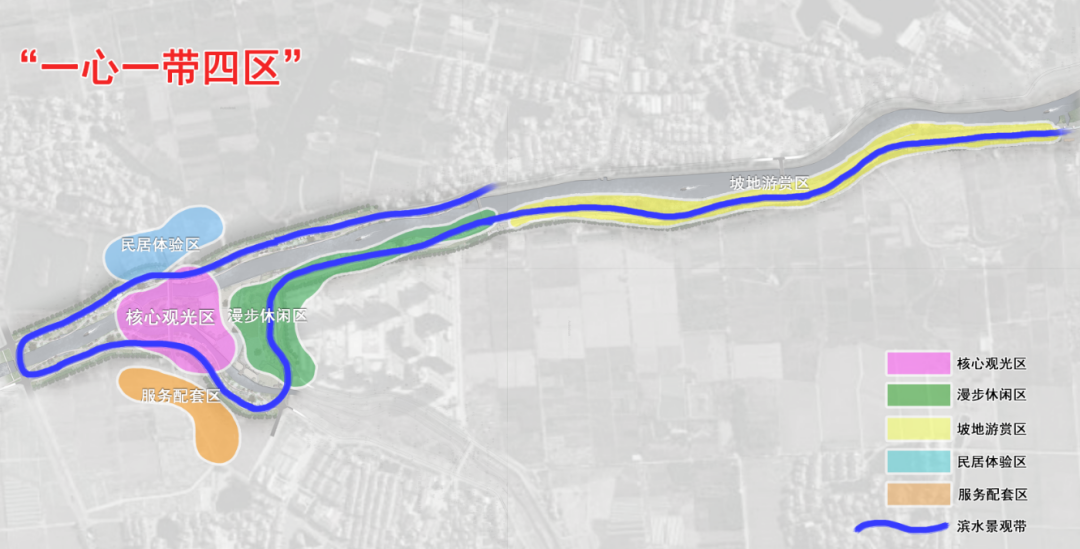 “一心一带四区”
坡地游赏区
民居体验区
核心观光区
漫步休闲区
服务配套区
核心观光区
漫步休闲区
坡地游赏区
民居体验区
服务配套区
滨水景观带